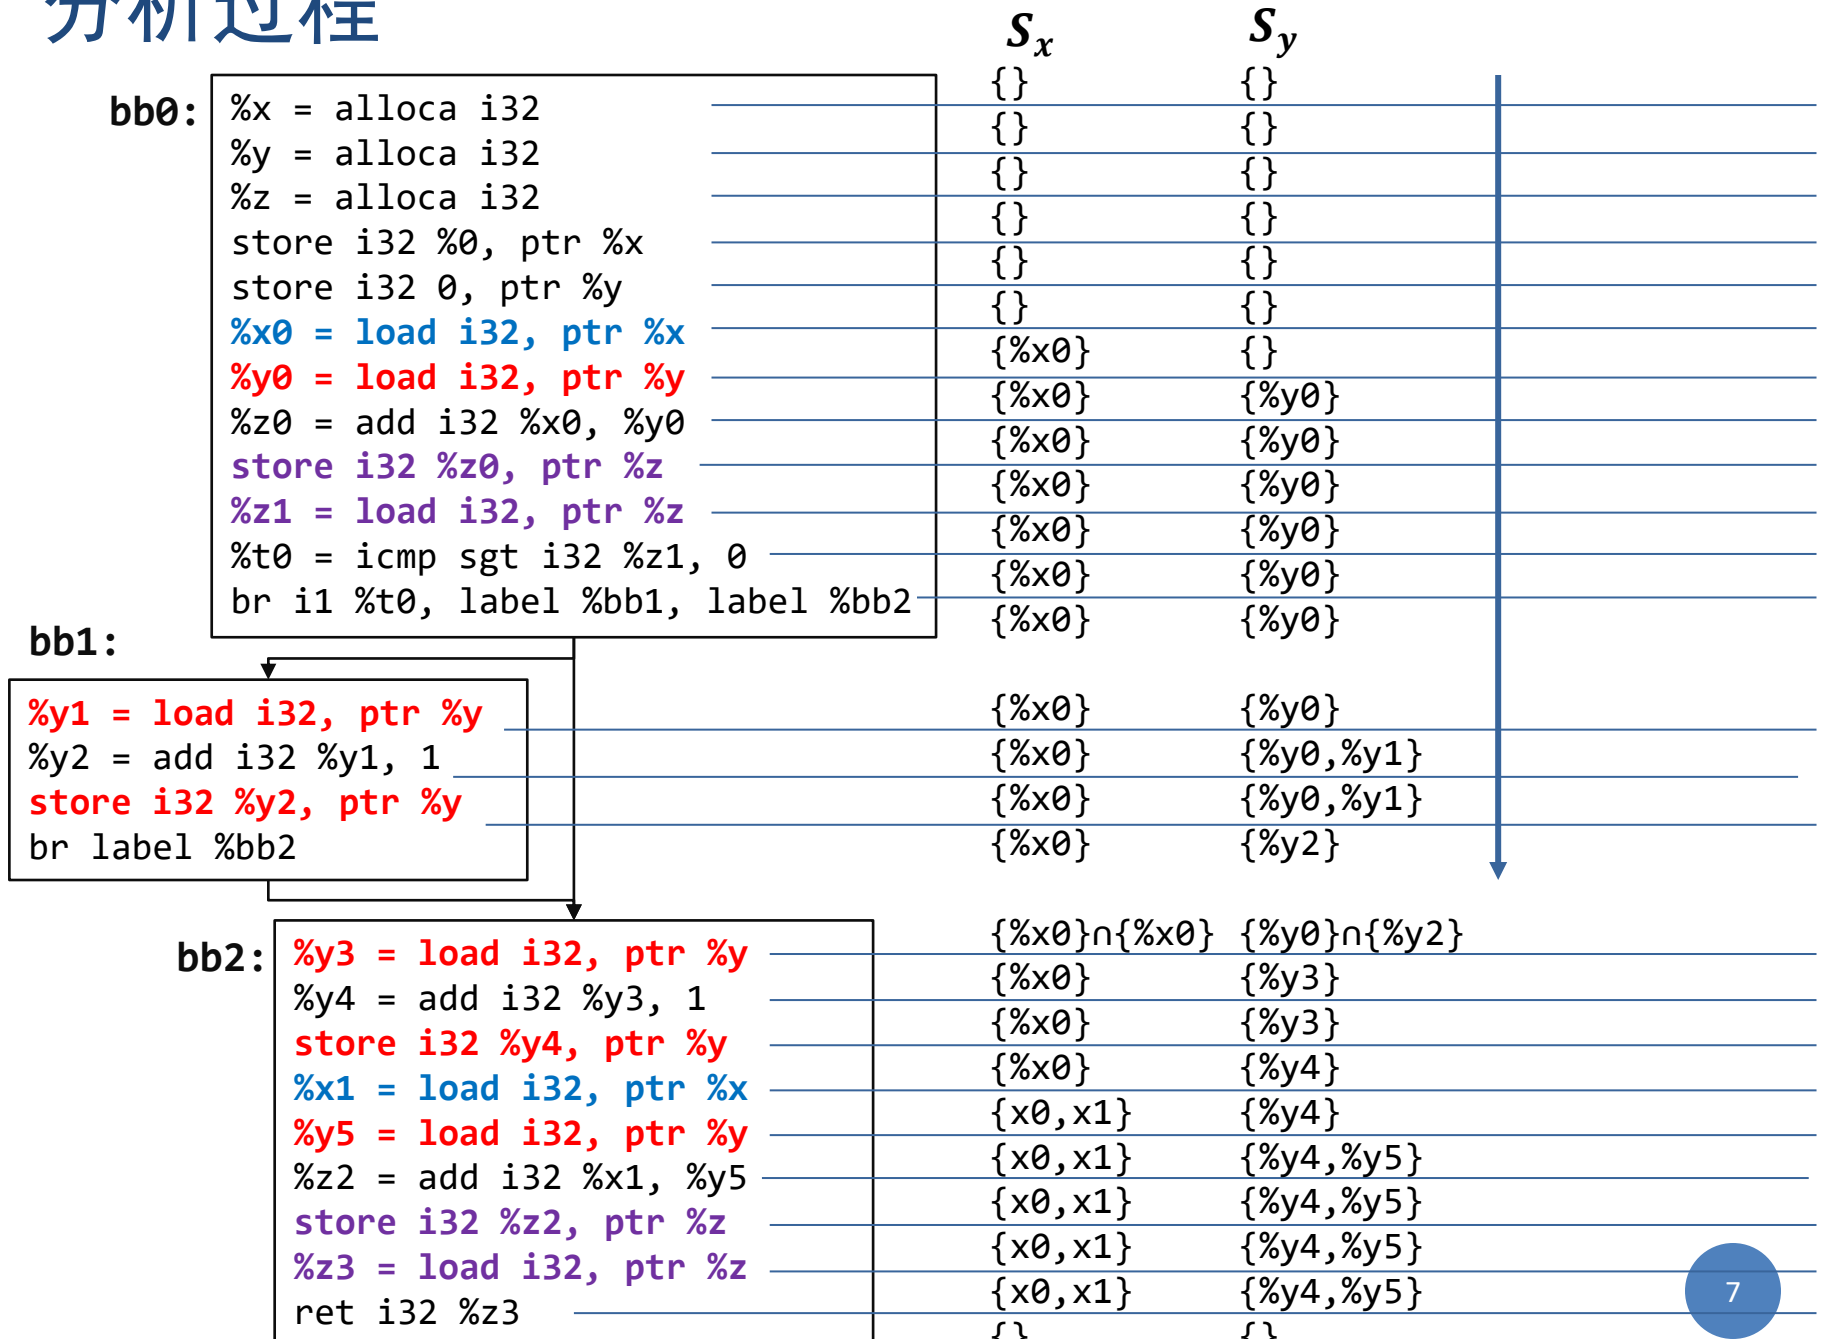 分析过程
Sx Sy
{} {}
bb0: %x = alloca i32
{} {}
%y = alloca i32
{} {}
%z = alloca i32
{} {}
store i32 %0, ptr %x
{} {}
store i32 0, ptr %y
{} {}
%x0 = load i32, ptr %x
{%x0} {}
%y0 = load i32, ptr %y
{%x0} {%y0}
%z0 = add i32 %x0, %y0
{%x0} {%y0}
store i32 %z0, ptr %z
{%x0} {%y0}
%z1 = load i32, ptr %z
{%x0} {%y0}
%t0 = icmp sgt i32 %z1, 0
{%x0} {%y0}
br i1 %t0, label %bb1, label %bb2
{%x0} {%y0}
bb1:
{%x0} {%y0}
%y1 = load i32, ptr %y
{%x0} {%y0,%y1}
%y2 = add i32 %y1, 1
{%x0} {%y0,%y1}
store i32 %y2, ptr %y
{%x0} {%y2}
br label %bb2
{%x0}∩{%x0} {%y0}∩{%y2}
bb2: %y3 = load i32, ptr %y
{%x0} {%y3}
%y4 = add i32 %y3, 1
{%x0} {%y3}
store i32 %y4, ptr %y
{%x0} {%y4}
%x1 = load i32, ptr %x
{x0,x1} {%y4}
%y5 = load i32, ptr %y
{x0,x1} {%y4,%y5}
%z2 = add i32 %x1, %y5
{x0,x1} {%y4,%y5}
store i32 %z2, ptr %z
{x0,x1} {%y4,%y5}
%z3 = load i32, ptr %z
{x0,x1} {%y4,%y5}
ret i32 %z3
{} {}
7